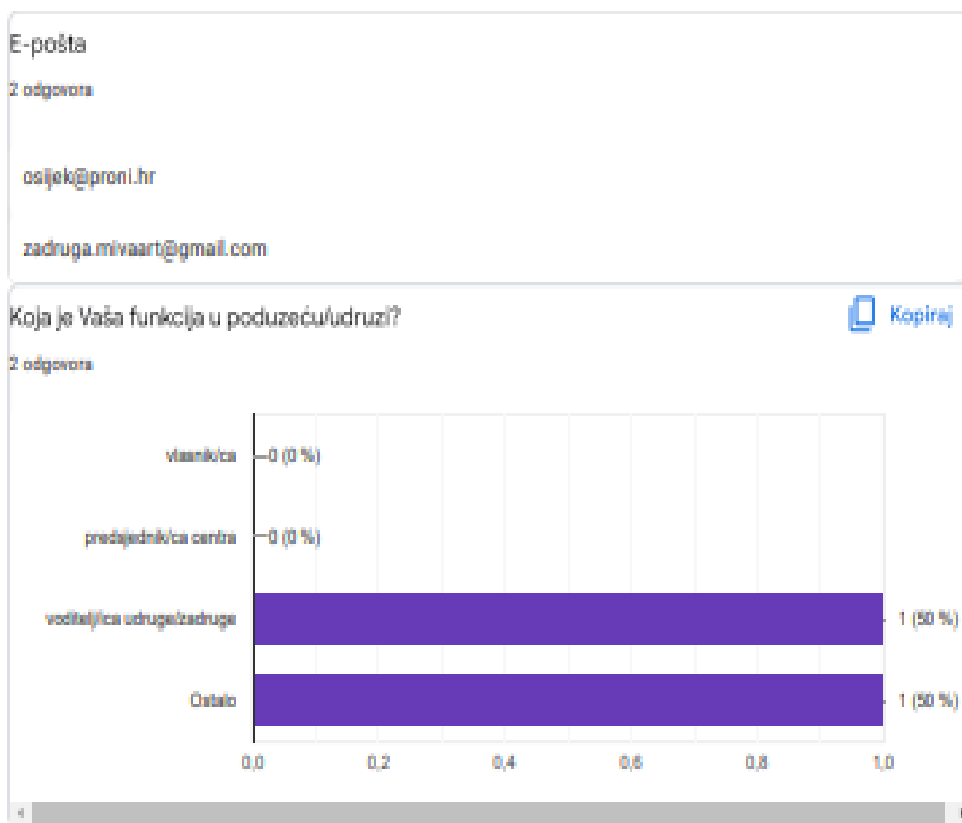 E-pošta
2 odgovora
osijek@proni.hr
zadruga.mivaart@gmail.com
Koja je Vaša funkcija u poduzeću/udruzi?
Kopiraj
2 odgovora
vlasnik/ca
0 (0 %)
predsjednik/ca centra
0 (0 %)
voditelj/ica udruge/zadruge
1 (50 %)
Ostalo
1 (50 %)
0,0 0,2 0,4 0,6 0,8 1,0